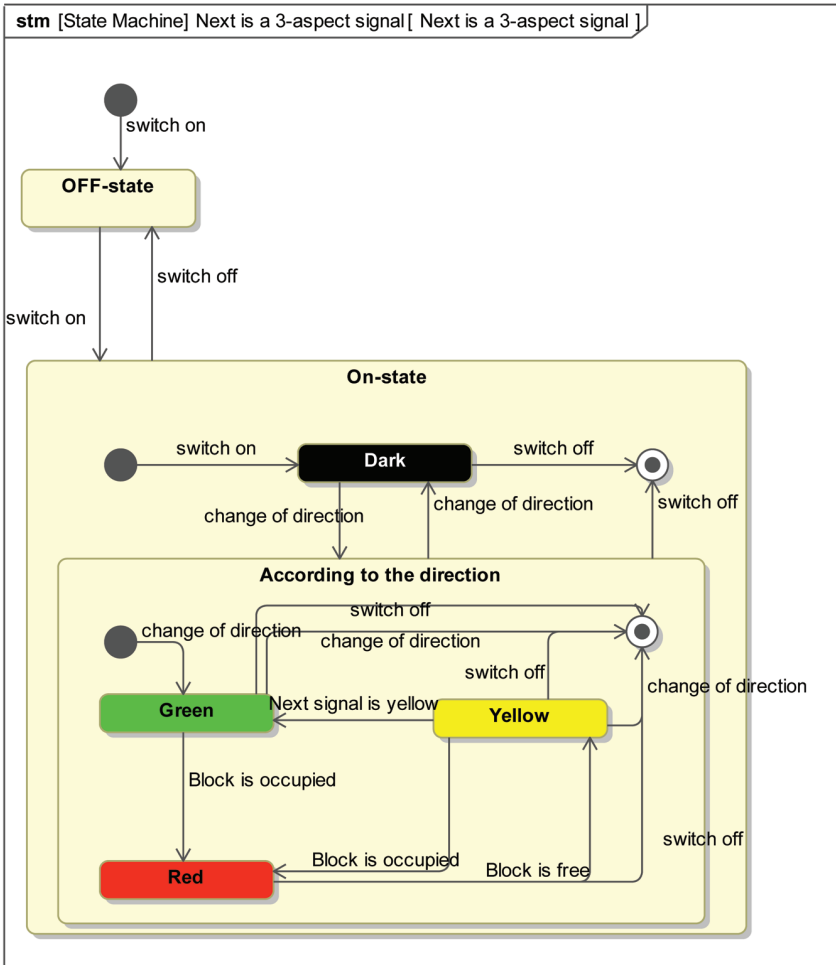 stm [State Machine] Next is a 3-aspect signal[ Next is a 3-aspect signal ]
switch on
OFF-state
switch off
switch on
On-state
switch on
Dark
switch off
change of direction
change of direction
switch off
According to the direction
switch off
change of direction
change of direction
switch off
change of direction
Green
Next signal is yellow
Yellow
Block is occupied
switch off
Block is occupied
Block is free
Red